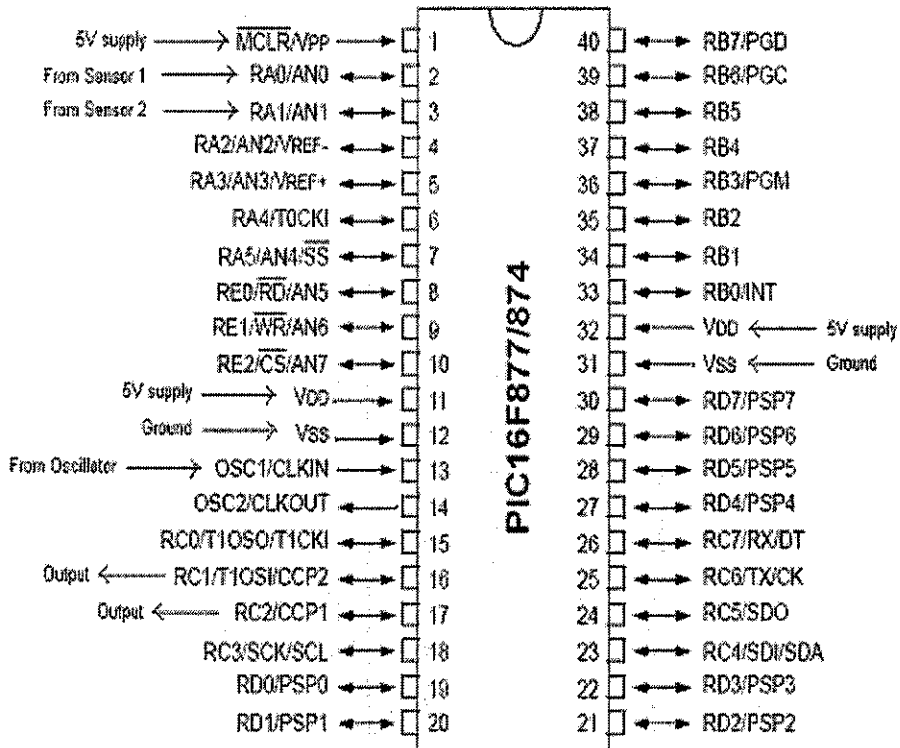 5V supply MCLR/VPP 1 40 RB7/PGD
From Sensor 1 RA0/AN0 2 39 RB6/PGC
From Sensor 2 RA1/AN1 3 38 RB5
RA2/AN2/VREF- 4 37 RB4
RA3/AN3/VREF+ 5 36 RB3/PGM
RA4/T0CKI 6 35 RB2
RA5/AN4/SS 7 34 RB1
RE0/RD/AN5 8 33 RB0/INT
RE1/WR/AN6 9 32 VDD 5V supply
RE2/CS/AN7 10 31 VSS Ground
5V supply VDD 11 30 RD7/PSP7
Ground VSS 12 29 RD6/PSP6
From Oscillator OSC1/CLKIN 13 28 RD5/PSP5
OSC2/CLKOUT 14 27 RD4/PSP4
RC0/T1OSO/T1CKI 15 26 RC7/RX/DT
Output RC1/T1OSI/CCP2 16 25 RC6/TX/CK
Output RC2/CCP1 17 24 RC5/SDO
RC3/SCK/SCL 18 23 RC4/SDI/SDA
RD0/PSP0 19 22 RD3/PSP3
RD1/PSP1 20 21 RD2/PSP2
PIC16F877/874